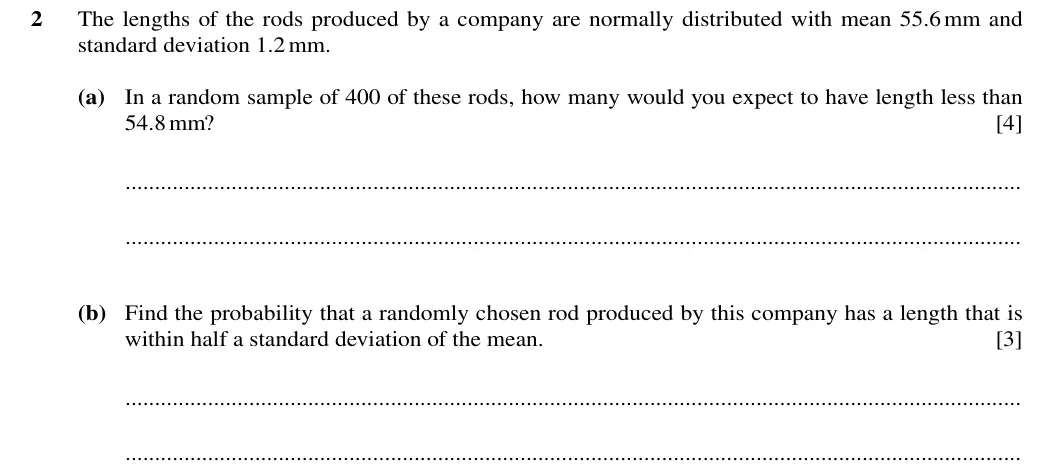 2 The lengths of the rods produced by a company are normally distributed with mean 55.6 mm and
standard deviation 1.2 mm.
(a) In a random sample of 400 of these rods, how many would you expect to have length less than
54.8 mm? [4]
(b) Find the probability that a randomly chosen rod produced by this company has a length that is
within half a standard deviation of the mean. [3]